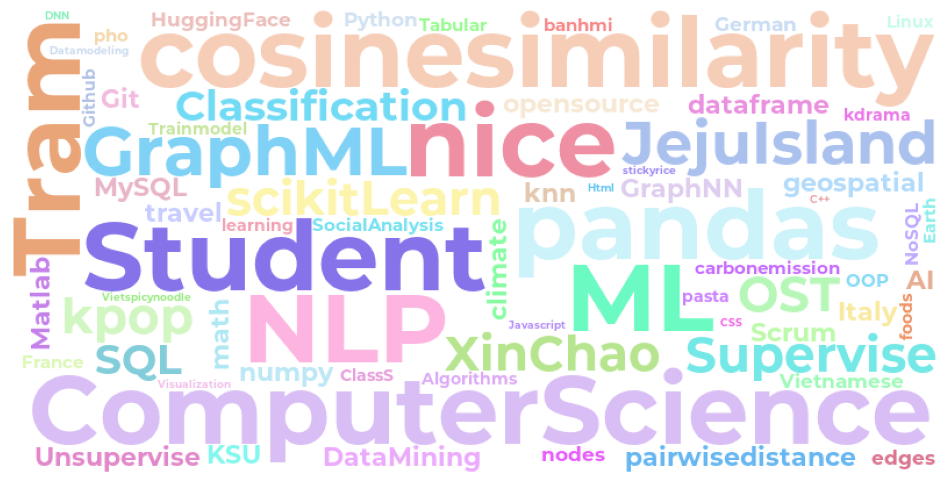 DNN
HuggingFace
Python
Tabular
banhmi
German
Linux
pho
cosinesimilarity
Datamodeling
Tram
Github
Git
Classification
opensource
dataframe
kdrama
Trainmodel
GraphML
nice
JejuIsland
stickyrice
MySQL
scikitLearn
knn
Html
GraphNN
geospatial
C++
travel
learning
SocialAnalysis
pandas
NoSQL
Earth
Student
climate
Matlab
carbonemission
OOP
AI
Vietspicynoodle
kpop
math
NLP
Javascript
ML
pasta
css
OST
Italy
foods
Scrum
France
SQL
numpy
ClassS
XinChao
Supervise
Visualization
Algorithms
Vietnamese
ComputerScience
Unsupervise
KSU
DataMining
nodes
pairwisedistance
edges